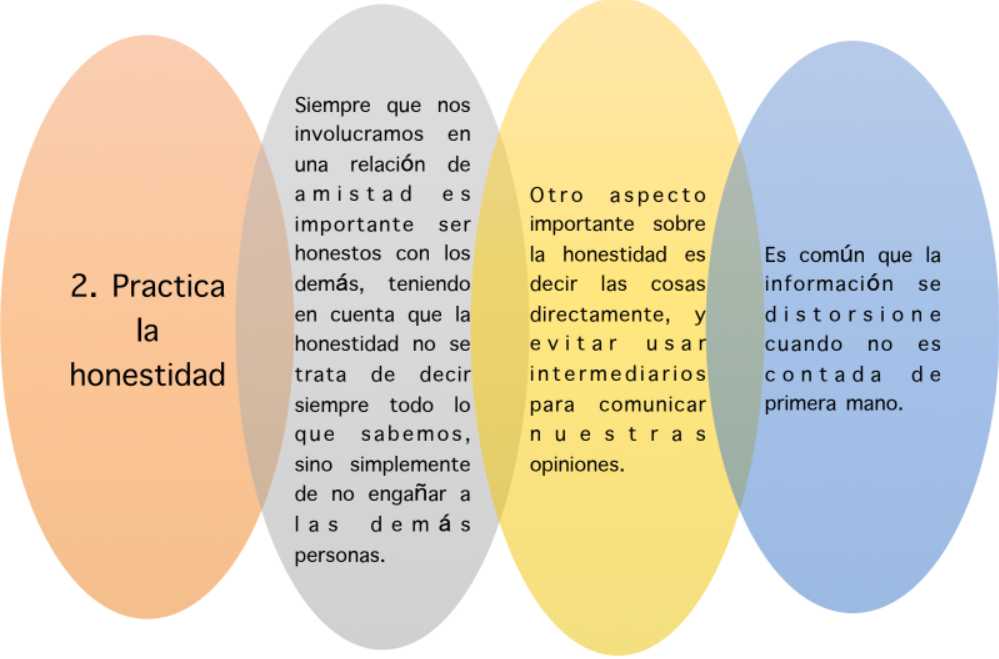 2. Practica
la
honestidad
Siempre que nos
involucramos en
una relación de
amistad es
importante ser
honestos con los
demás, teniendo
en cuenta que la
honestidad no se
trata de decir
siempre todo lo
que sabemos,
sino simplemente
de no engañar a
las demás
personas.
Otro aspecto
importante sobre
la honestidad es
decir las cosas
directamente, y
evitar usar
intermediarios
para comunicar
nuestras
opiniones.
Es común que la
información se
distorsione
cuando no es
contada de
primera mano.